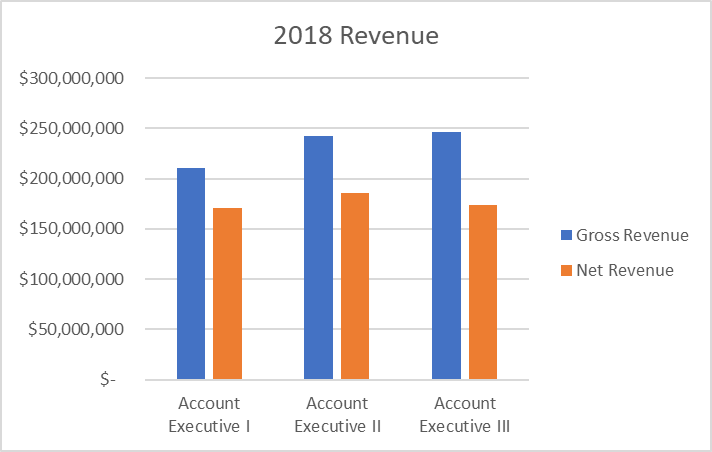 2018 Revenue
$300,000,000
$250,000,000
$200,000,000
$150,000,000
$100,000,000
$50,000,000
$-
Account
Executive I
Account
Executive II
Account
Executive III
Gross Revenue
Net Revenue